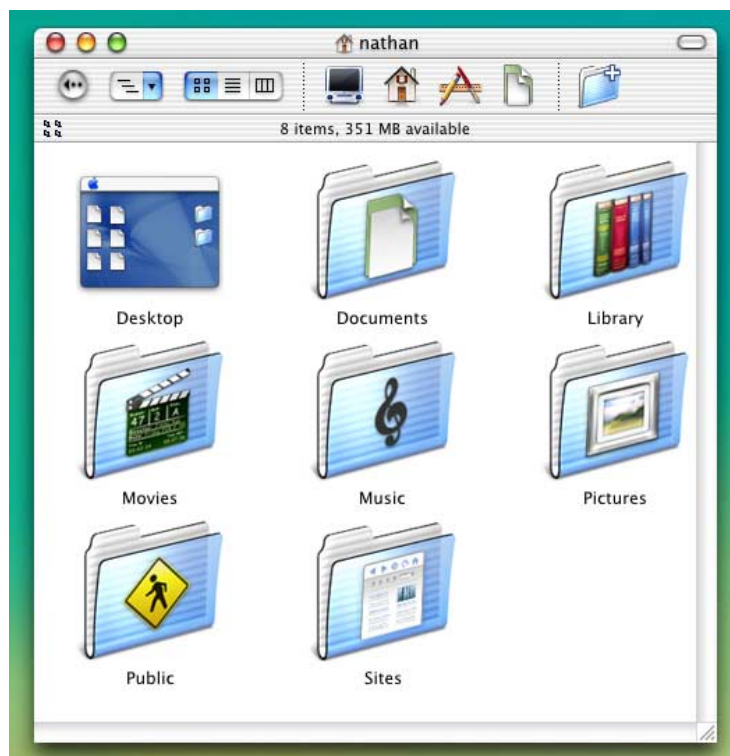 nathan
8 items, 351 MB available
Desktop
Documents
Library
Movies
Music
Pictures
Public
Sites